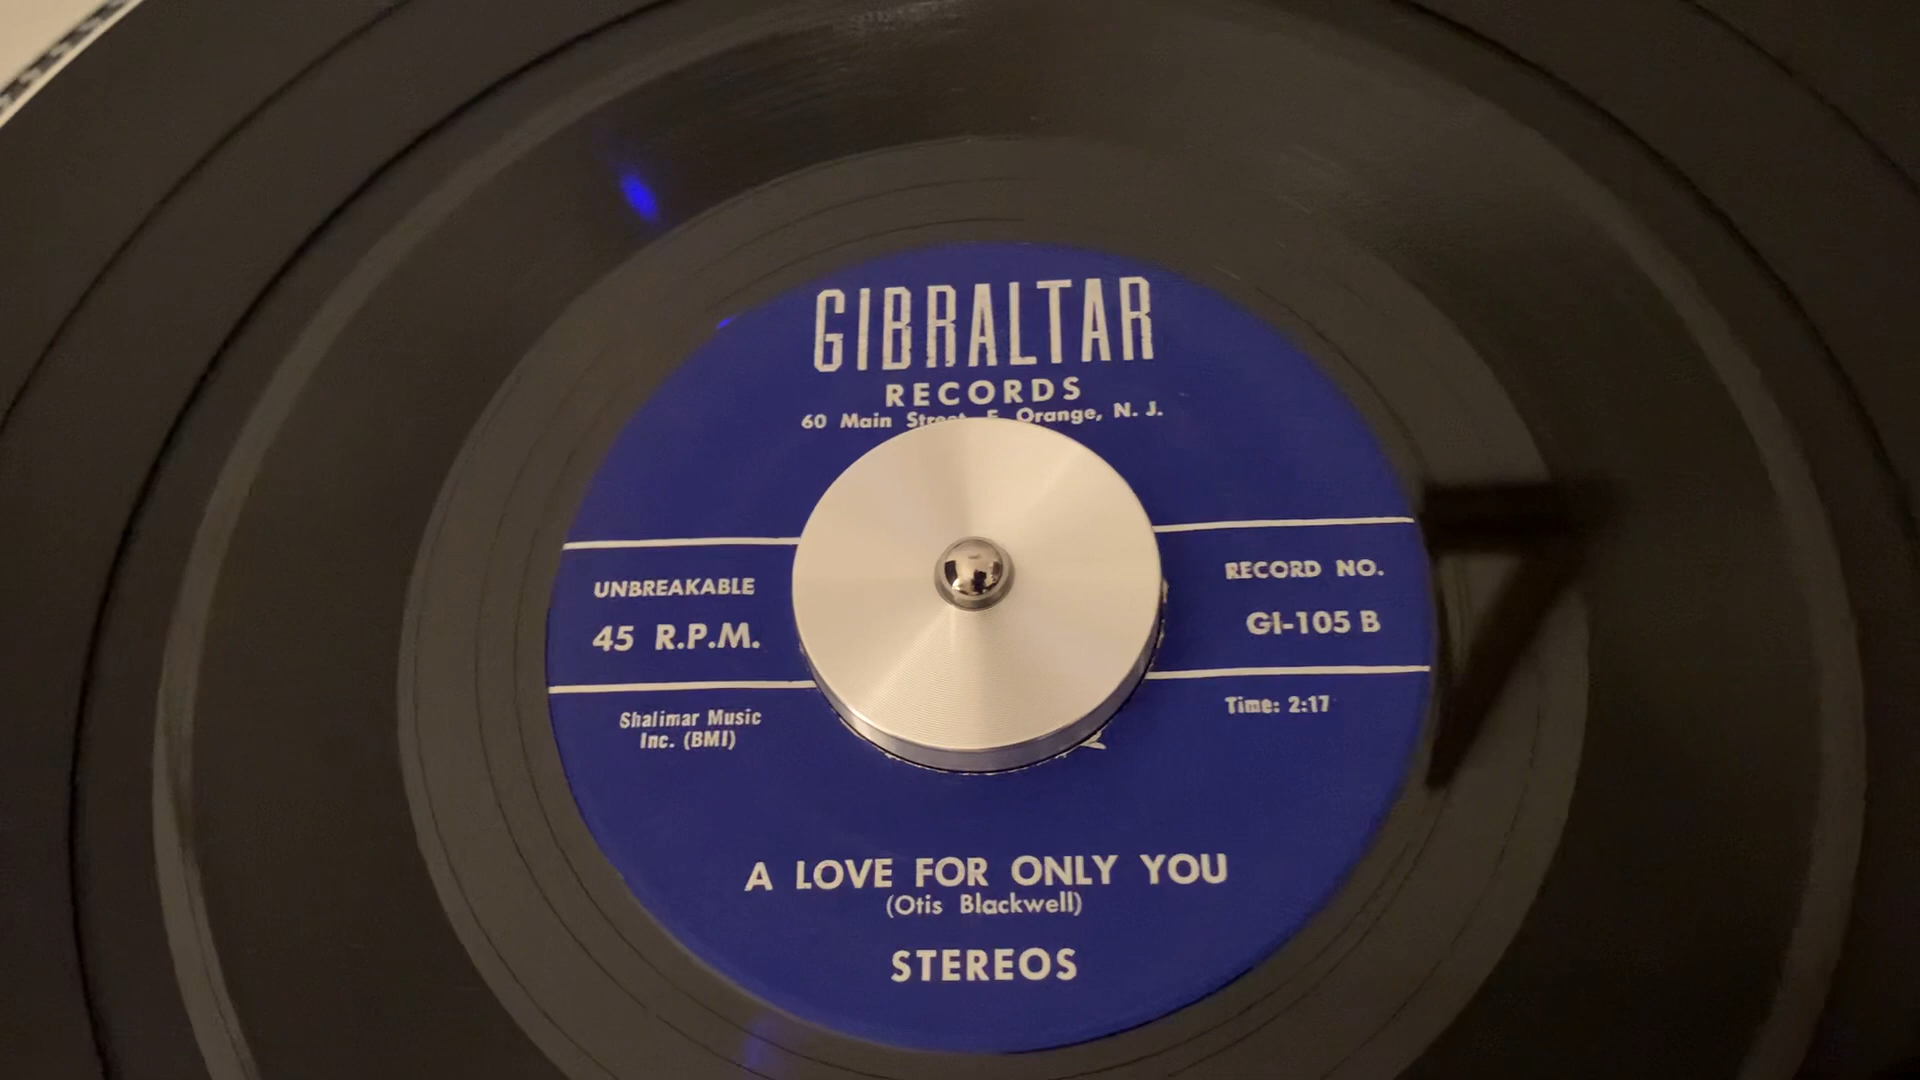 GIBRALTAR
RECORDS
60 Main Street, E. Orange, N. J.
UNBREAKABLE
45 R.P.M.
RECORD NO.
GI-105 B
Shalimar Music
Inc. (BMI)
Time: 2:17
A LOVE FOR ONLY YOU
(Otis Blackwell)
STEREOS